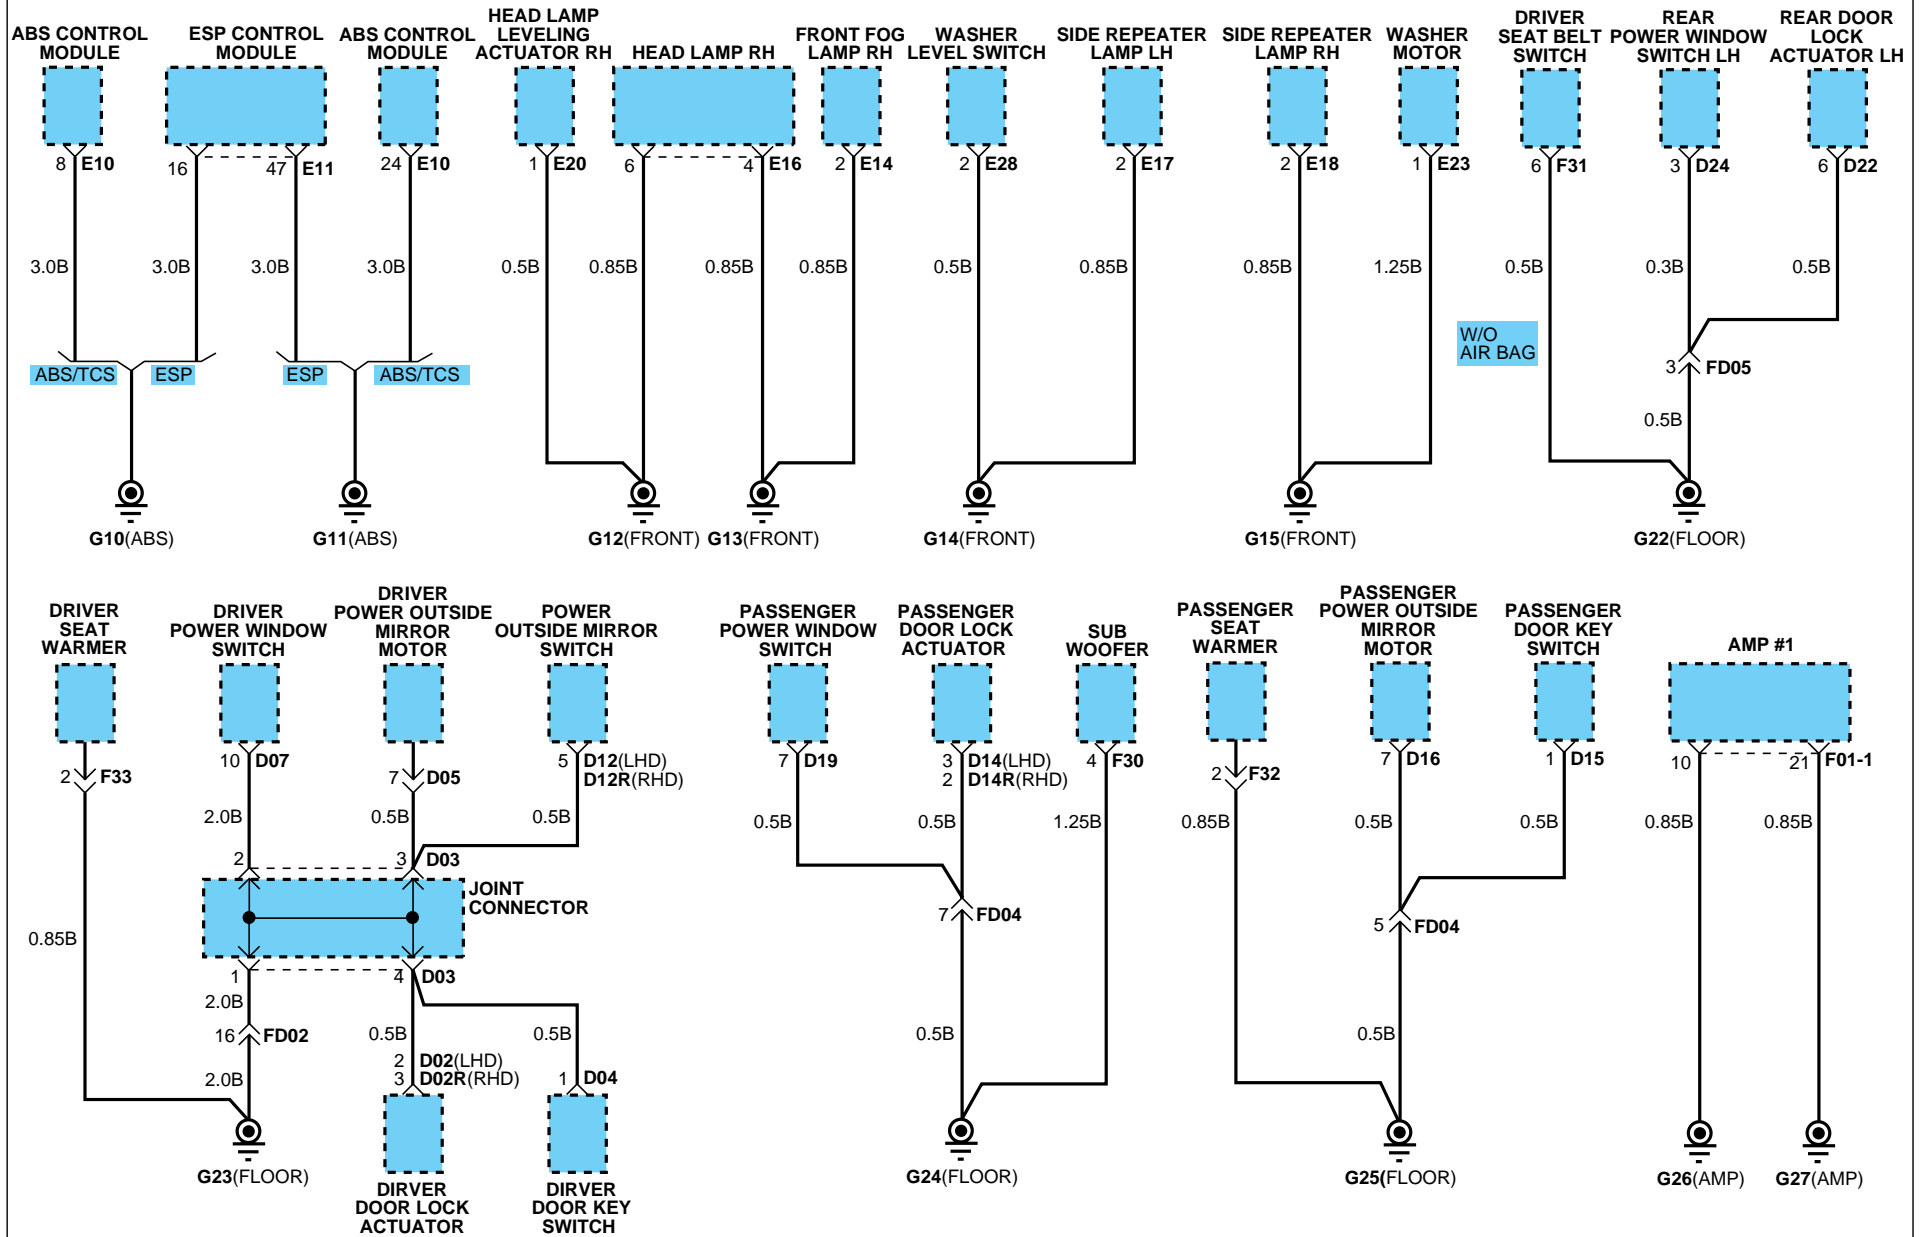 ABS CONTROL
MODULE
ESP CONTROL
MODULE
ABS CONTROL
MODULE
HEAD LAMP
LEVELING
ACTUATOR RH
HEAD LAMP RH
FRONT FOG
LAMP RH
WASHER
LEVEL SWITCH
SIDE REPEATER
LAMP LH
SIDE REPEATER
LAMP RH
WASHER
MOTOR
DRIVER
SEAT BELT
SWITCH
REAR
POWER WINDOW
SWITCH LH
REAR DOOR
LOCK
ACTUATOR LH
8 E10
16
47 E11
24 E10
1 E20
6
4 E16
2 E14
2 E28
2 E17
2 E18
1 E23
6 F31
3 D24
6 D22
3.0B
3.0B
3.0B
3.0B
0.5B
0.85B
0.85B
0.85B
0.5B
0.85B
0.85B
1.25B
0.5B
0.3B
0.5B
W/O
AIR BAG
ABS/TCS
ESP
ESP
ABS/TCS
3 FD05
0.5B
G10(ABS)
G11(ABS)
G12(FRONT)
G13(FRONT)
G14(FRONT)
G15(FRONT)
G22(FLOOR)
DRIVER
SEAT
WARMER
DRIVER
POWER WINDOW
SWITCH
DRIVER
POWER OUTSIDE
MIRROR
MOTOR
POWER
OUTSIDE MIRROR
SWITCH
PASSENGER
POWER WINDOW
SWITCH
PASSENGER
DOOR LOCK
ACTUATOR
SUB
WOOFER
PASSENGER
SEAT
WARMER
PASSENGER
POWER OUTSIDE
MIRROR
MOTOR
PASSENGER
DOOR KEY
SWITCH
AMP #1
2 F33
10 D07
7 D05
5 D12(LHD)
D12R(RHD)
7 D19
3 D14(LHD)
2 D14R(RHD)
4 F30
2 F32
7 D16
1 D15
10
21 F01-1
2.0B
0.5B
0.5B
0.5B
0.5B
1.25B
0.85B
0.5B
0.5B
0.85B
0.85B
2
3 D03
JOINT
CONNECTOR
7 FD04
5 FD04
0.85B
1
4 D03
2.0B
16 FD02
0.5B
0.5B
0.5B
0.5B
2.0B
2 D02(LHD)
3 D02R(RHD)
1 D04
G23(FLOOR)
G24(FLOOR)
G25(FLOOR)
G26(AMP)
G27(AMP)
DIRVER
DOOR LOCK
ACTUATOR
DIRVER
DOOR KEY
SWITCH